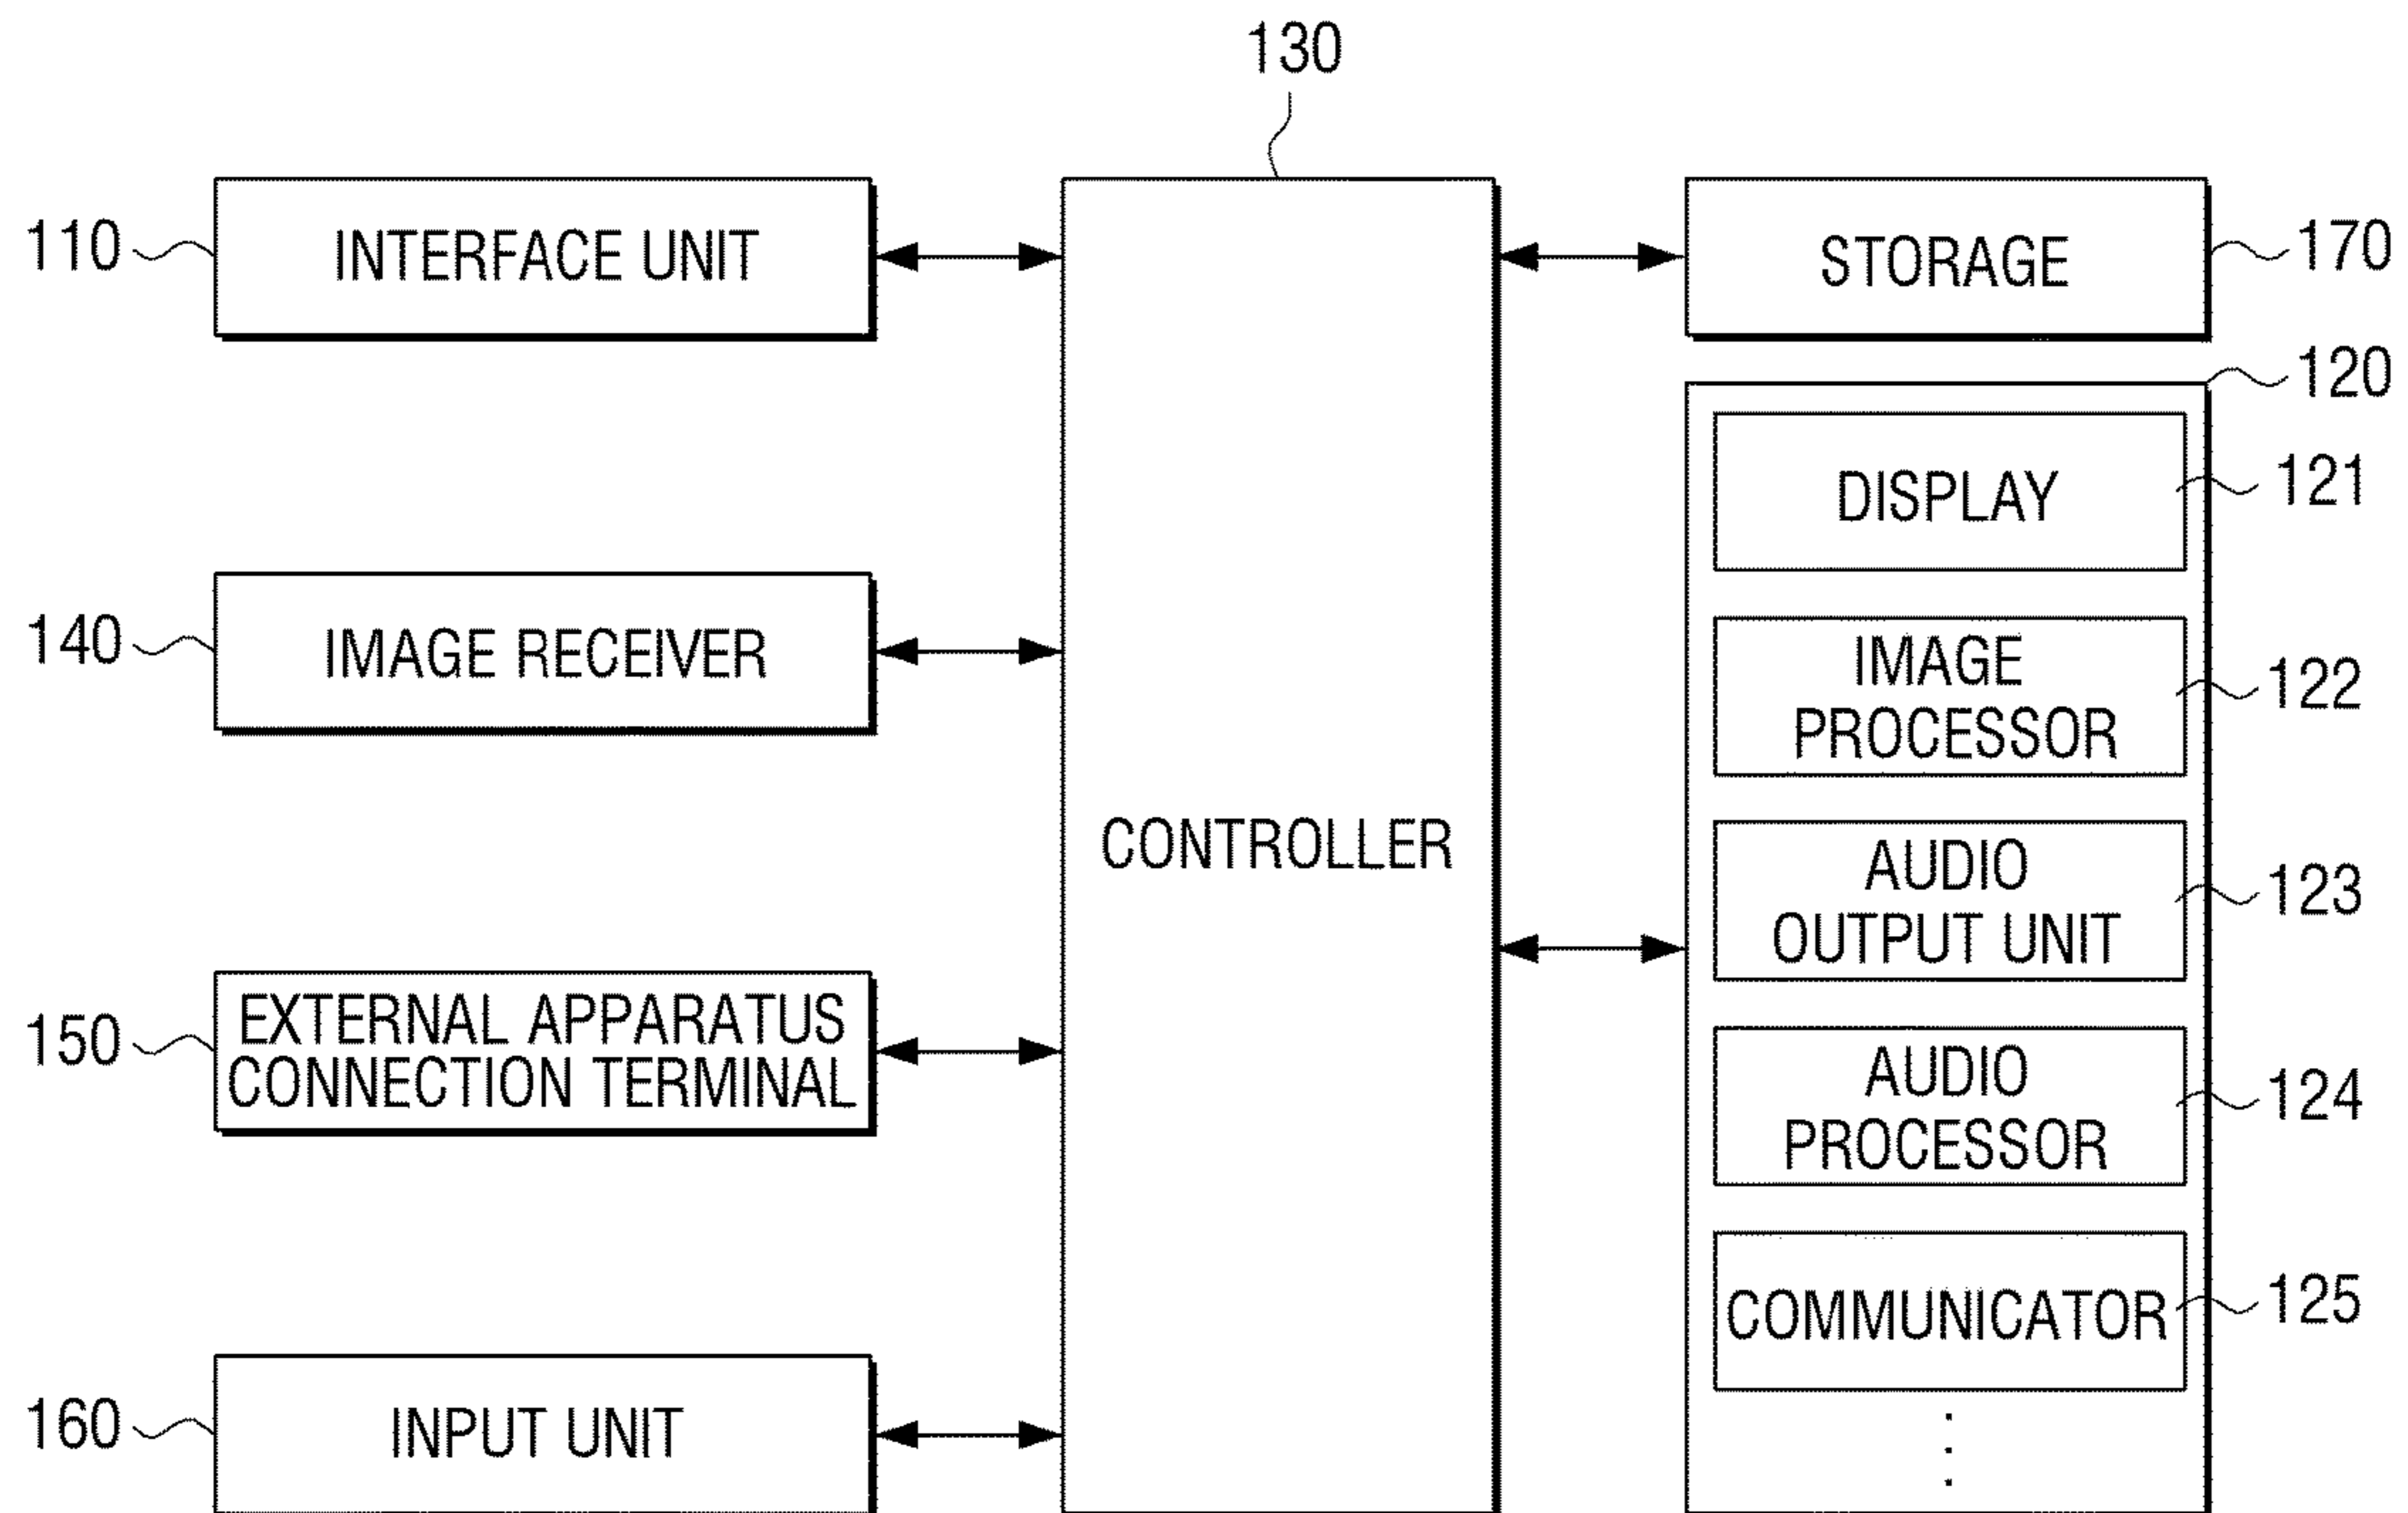 130
110
INTERFACE UNIT
STORAGE
170
120
DISPLAY
121
140
IMAGE RECEIVER
IMAGE
PROCESSOR
122
CONTROLLER
AUDIO
OUTPUT UNIT
123
150
EXTERNAL APPARATUS
CONNECTION TERMINAL
AUDIO
PROCESSOR
124
COMMUNICATOR
125
160
INPUT UNIT